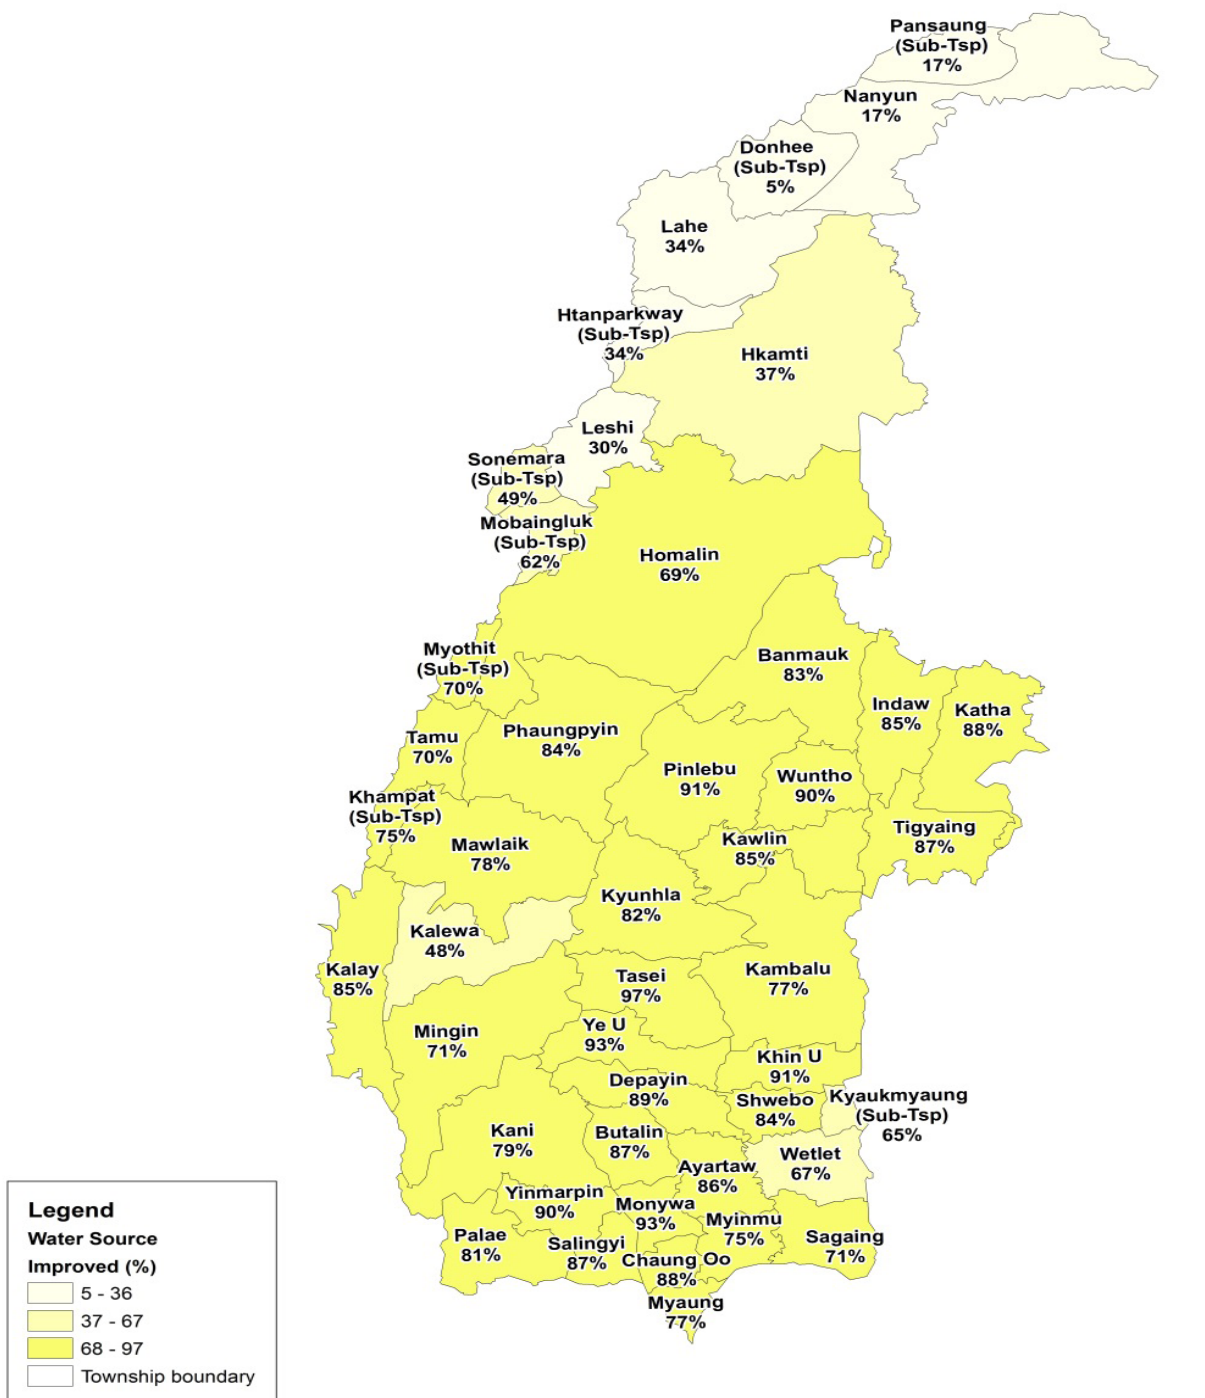 Pansaung
(Sub-Tsp)
17%
Nanyun
17%
Donhee
(Sub-Tsp)
5%
Lahe
34%
Htanparkway
(Sub-Tsp)
34%
Hkamti
37%
Leshi
30%
Sonemara
(Sub-Tsp)
49%
Mobaingluk
(Sub-Tsp)
62%
Homalin
69%
Myothit
(Sub-Tsp)
70%
Banmauk
83%
Indaw
85%
Katha
88%
Tamu
70%
Phaungpyin
84%
Pinlebu
91%
Wuntho
90%
Khampat
(Sub-Tsp)
75%
Mawlaik
78%
Kawlin
85%
Tigyaing
87%
Kyunhla
82%
Kalewa
48%
Kalay
85%
Tasei
97%
Kambalu
77%
Mingin
71%
Ye U
93%
Khin U
91%
Depayin
89%
Shwebo
84%
Kyaukmyaung
(Sub-Tsp)
65%
Kani
79%
Butalin
87%
Wetlet
67%
Ayartaw
86%
Yinmarpin
90%
Monywa
93%
Myinmu
75%
Palae
81%
Salingyi
87%
Chaung Oo
88%
Sagaing
71%
Myaung
77%
Legend
Water Source
Improved (%)
5 - 36
37 - 67
68 - 97
Township boundary